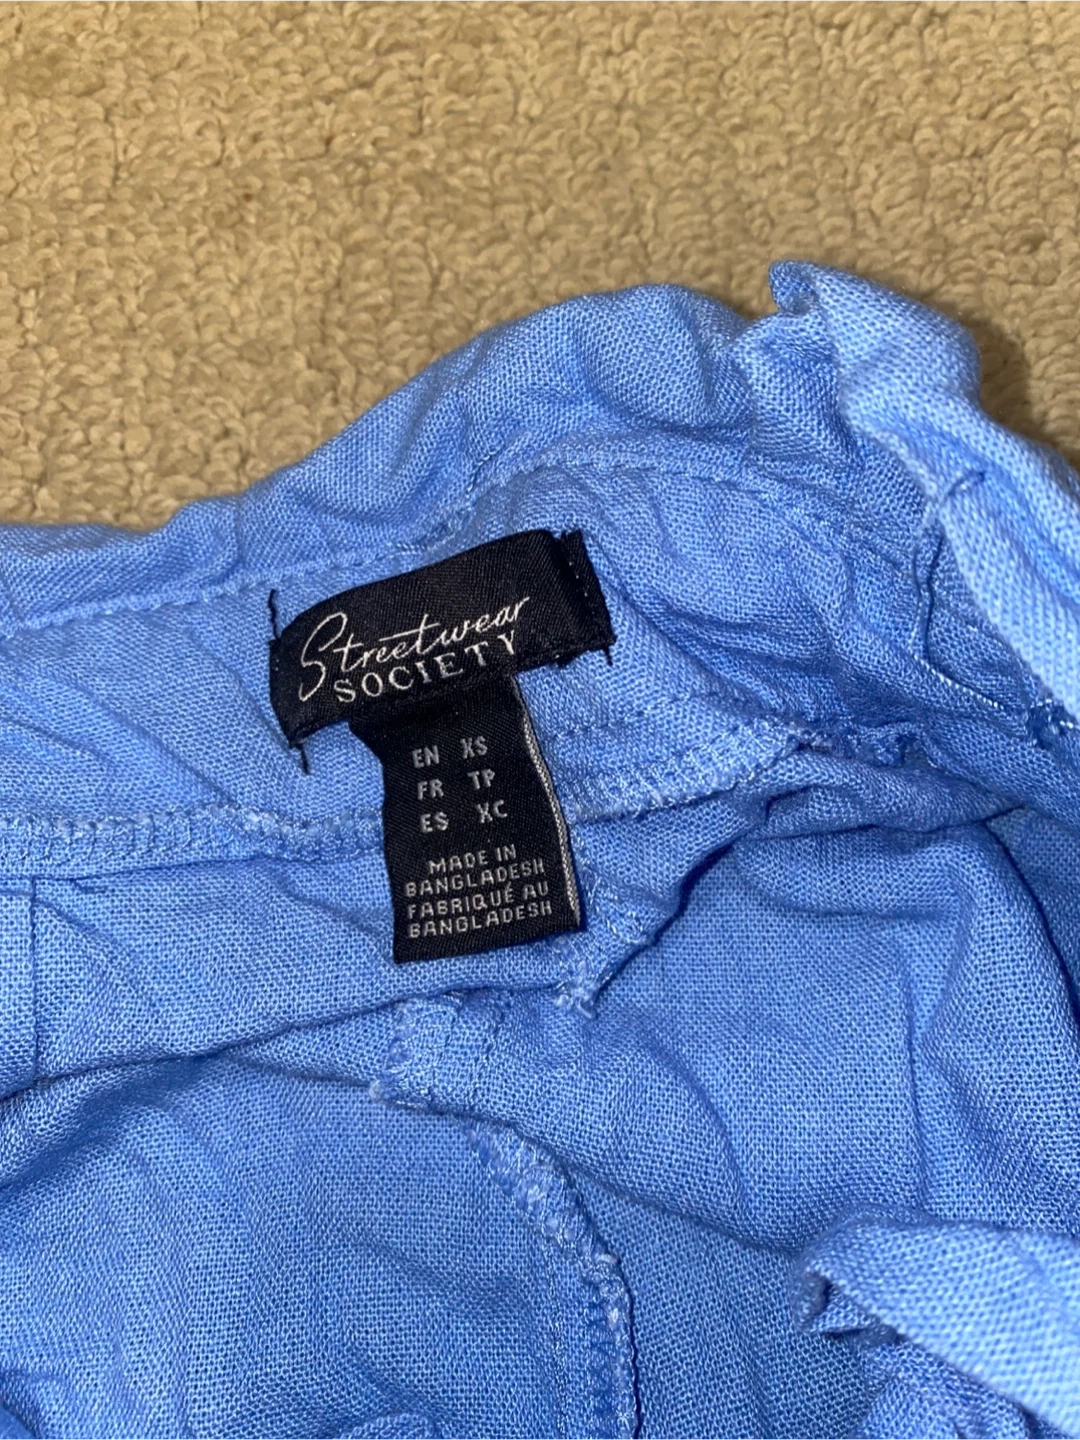 Streetwear
SOCIETY
EN XS
FR TP
ES XC
MADE IN
BANGLADESH
FABRIQUÉ AU
BANGLADESH